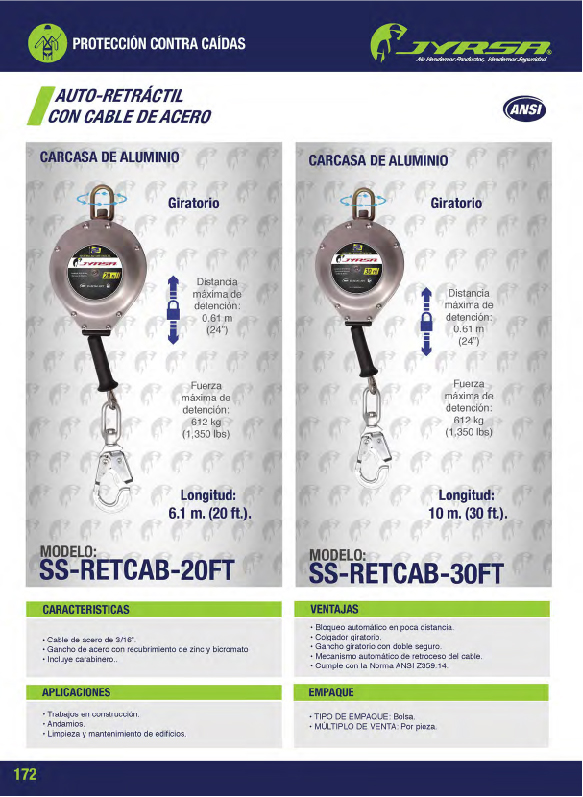 PROTECCIÓN CONTRA CAÍDAS
JYRSA®
No Vendemos Productos, Vendemos Seguridad
AUTO-RETRÁCTIL
CON CABLE DE ACERO
ANSI
CARCASA DE ALUMINIO
Giratorio
JYRSA
Distancia
máxima de
detención:
0.61 m
(24")
Fuerza
máxima de
detención:
612 kg
(1,350 lbs)
Longitud:
6.1 m. (20 ft.).
MODELO:
SS-RETCAB-20FT
CARCASA DE ALUMINIO
Giratorio
JYRSA
Distancia
máxima de
detención:
0.61 m
(24")
Fuerza
máxima de
detención:
612 kg
(1,350 lbs)
Longitud:
10 m. (30 ft.).
MODELO:
SS-RETCAB-30FT
CARACTERISTICAS
• Cable de acero de 3/16".
• Gancho de acero con recubrimiento de zinc y bicromato
• Incluye carabinero..
VENTAJAS
• Bloqueo automático en poca distancia.
• Colgador giratorio.
• Gancho giratorio con doble seguro.
• Mecanismo automático de retroceso del cable.
• Cumple con la Norma ANSI Z359.14.
APLICACIONES
• Trabajos en construcción.
• Andamios.
• Limpieza y mantenimiento de edificios.
EMPAQUE
• TIPO DE EMPAQUE: Bolsa.
• MÚLTIPLO DE VENTA: Por pieza.
172